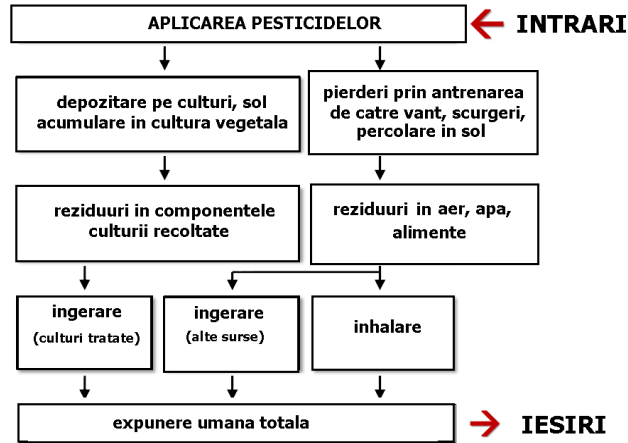 APLICAREA PESTICIDELOR
INTRARI
depozitare pe culturi, sol
acumulare in cultura vegetala
pierderi prin antrenarea
de catre vant, scurgeri,
percolare in sol
reziduuri in componentele
culturii recoltate
reziduuri in aer, apa,
alimente
ingerare
(culturi tratate)
ingerare
(alte surse)
inhalare
expunere umana totala
IESIRI